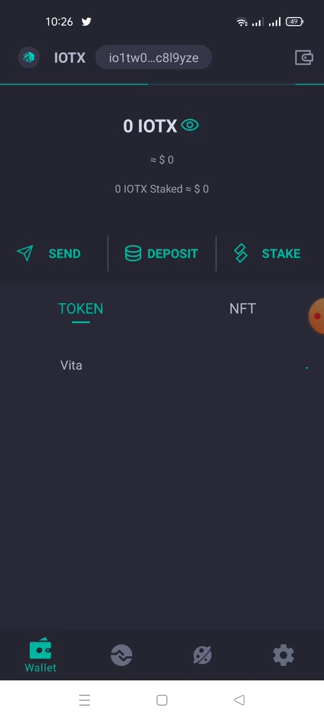 10:26
49
IOTX io1tw0...c8l9yze
0 IOTX
≈ $ 0
0 IOTX Staked ≈ $ 0
SEND DEPOSIT STAKE
TOKEN NFT
Vita
Wallet